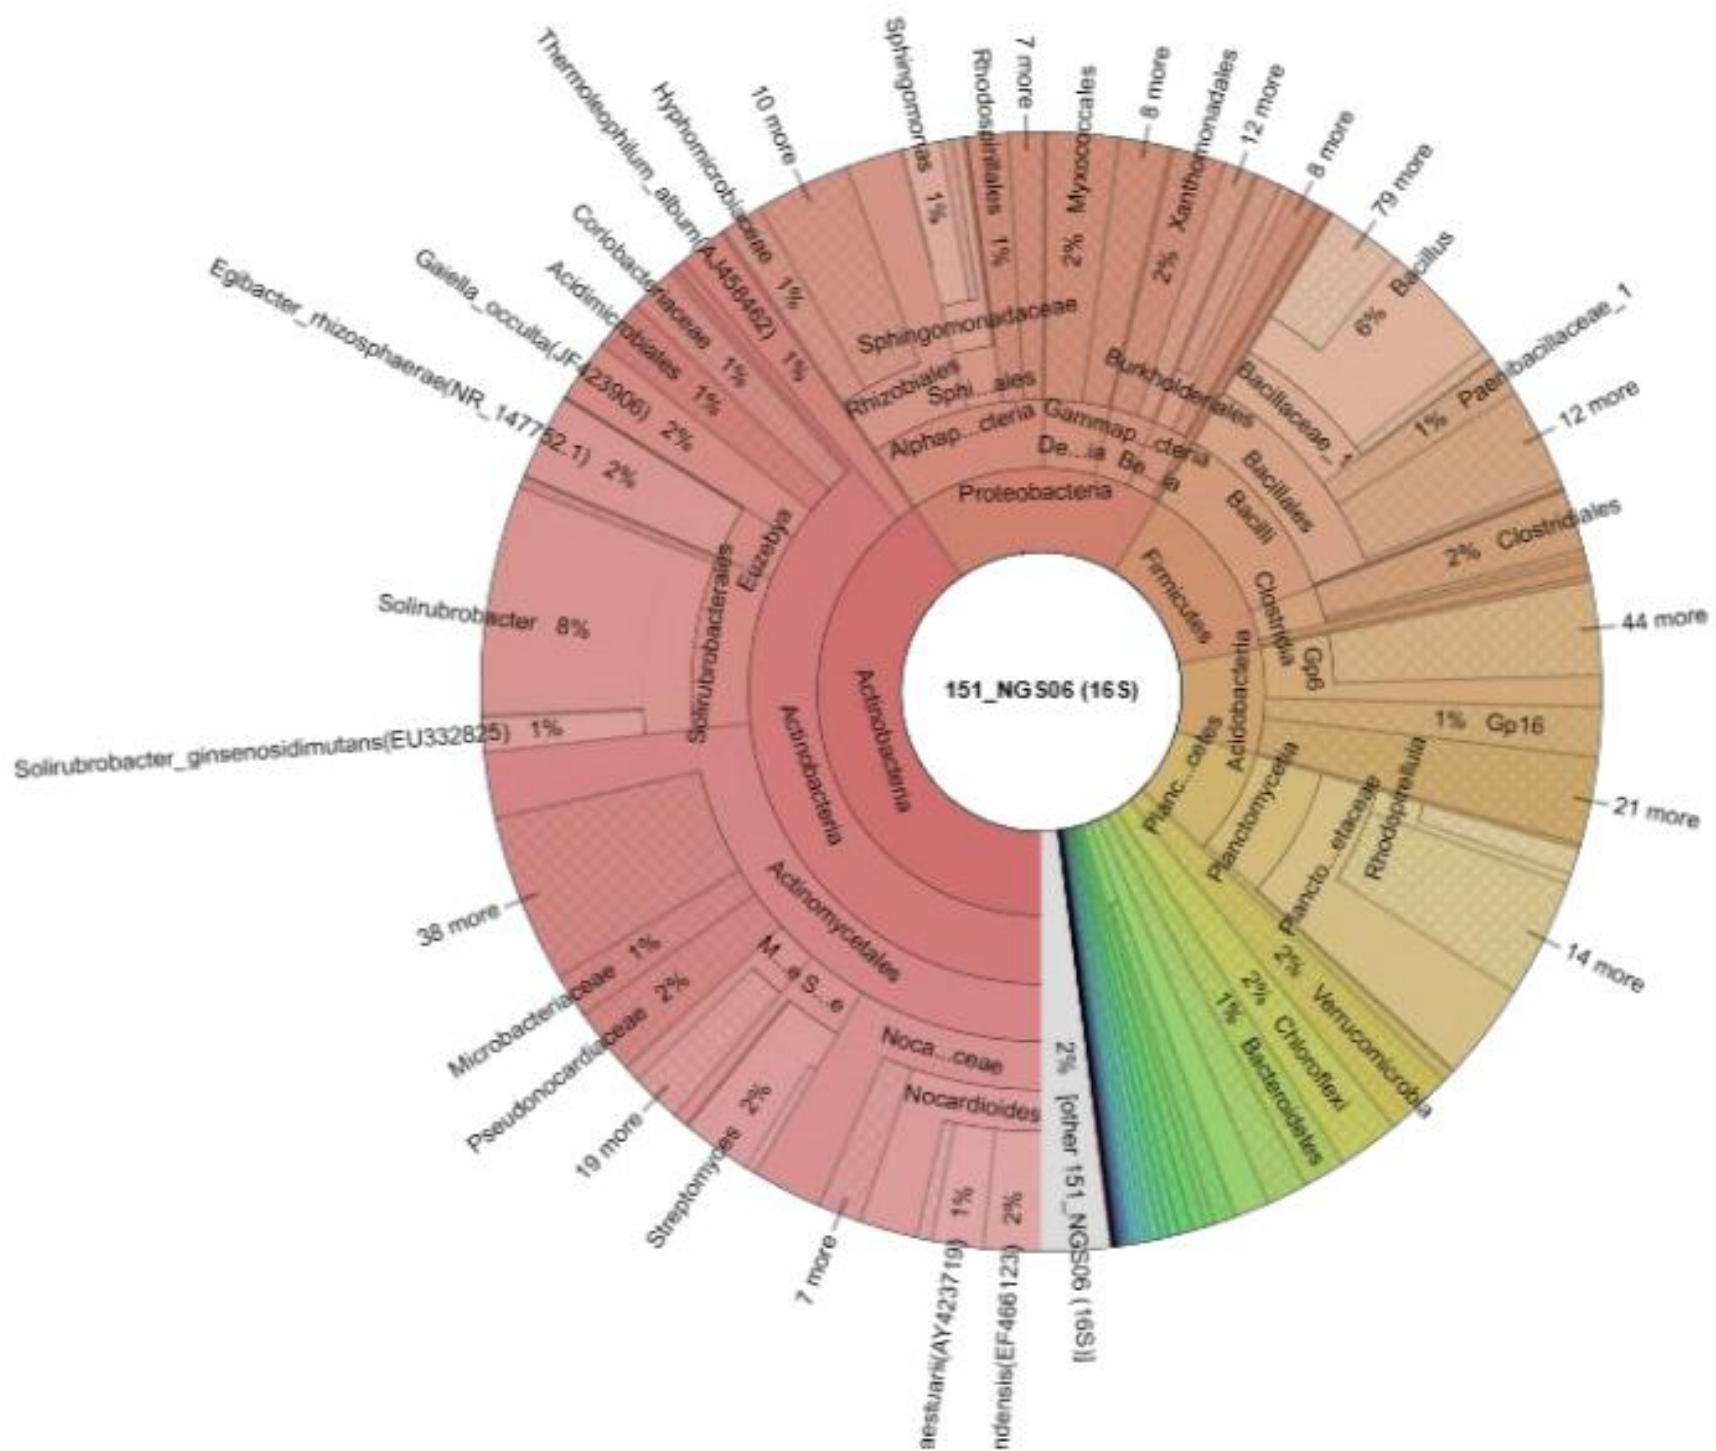 151_NGS06 (16S)
Proteobacteria
Firmicutes
Acidobacteria
Planc...cetes
Actinobacteria
Actinobacteria
Alphap...cteria
Gammap...cteria
De...ia
Be...ia
Bacilli
Clostridia
Planctomycetia
Rhizobiales
Sphi...ales
Burkholderiales
Bacillales
Gp6
Plancto...etaceae
Rhodopirellula
Sphingomonadaceae
Bacillaceae_1
Actinomycetales
Solirubrobacterales
Euzebya
M...e
S...e
Noca...ceae
Nocardioides
10 more
Sphingomonas 1%
Rhodospirillales 1%
7 more
2% Myxococcales
8 more
2% Xanthomonadales
12 more
8 more
79 more
6% Bacillus
1% Paenibacillaceae_1
12 more
2% Clostridiales
44 more
1% Gp16
21 more
14 more
2% Verrucomicrobia
2% Chloroflexi
1% Bacteroidetes
2% [other 151_NGS06 (16S)]
ndensis(EF466123) 2%
aestuarii(AY423719) 1%
7 more
Streptomyces 2%
19 more
Pseudonocardiaceae 2%
Microbacteriaceae 1%
38 more
Solirubrobacter_ginsenosidimutans(EU332825) 1%
Solirubrobacter 8%
Egibacter_rhizosphaerae(NR_147752.1) 2%
Gaiella_occulta(JF423906) 2%
Acidimicrobiales 1%
Coriobacteriaceae 1%
Thermoleophilum_album(AJ458462) 1%
Hyphomicrobiaceae 1%